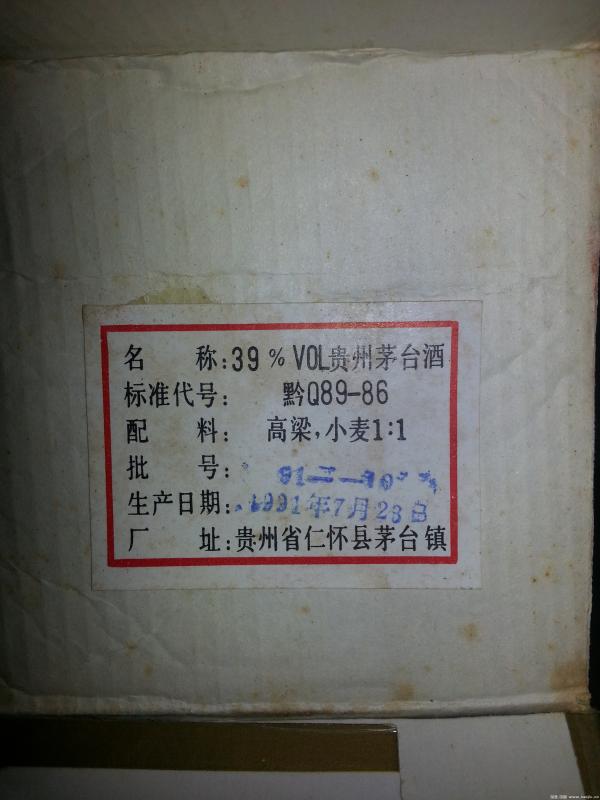 名 称:39 % VOL贵州茅台酒
标准代号: 黔Q89-86
配 料: 高梁,小麦1:1
批 号:
生产日期: 1991年7月23日
厂 址:贵州省仁怀县茅台镇